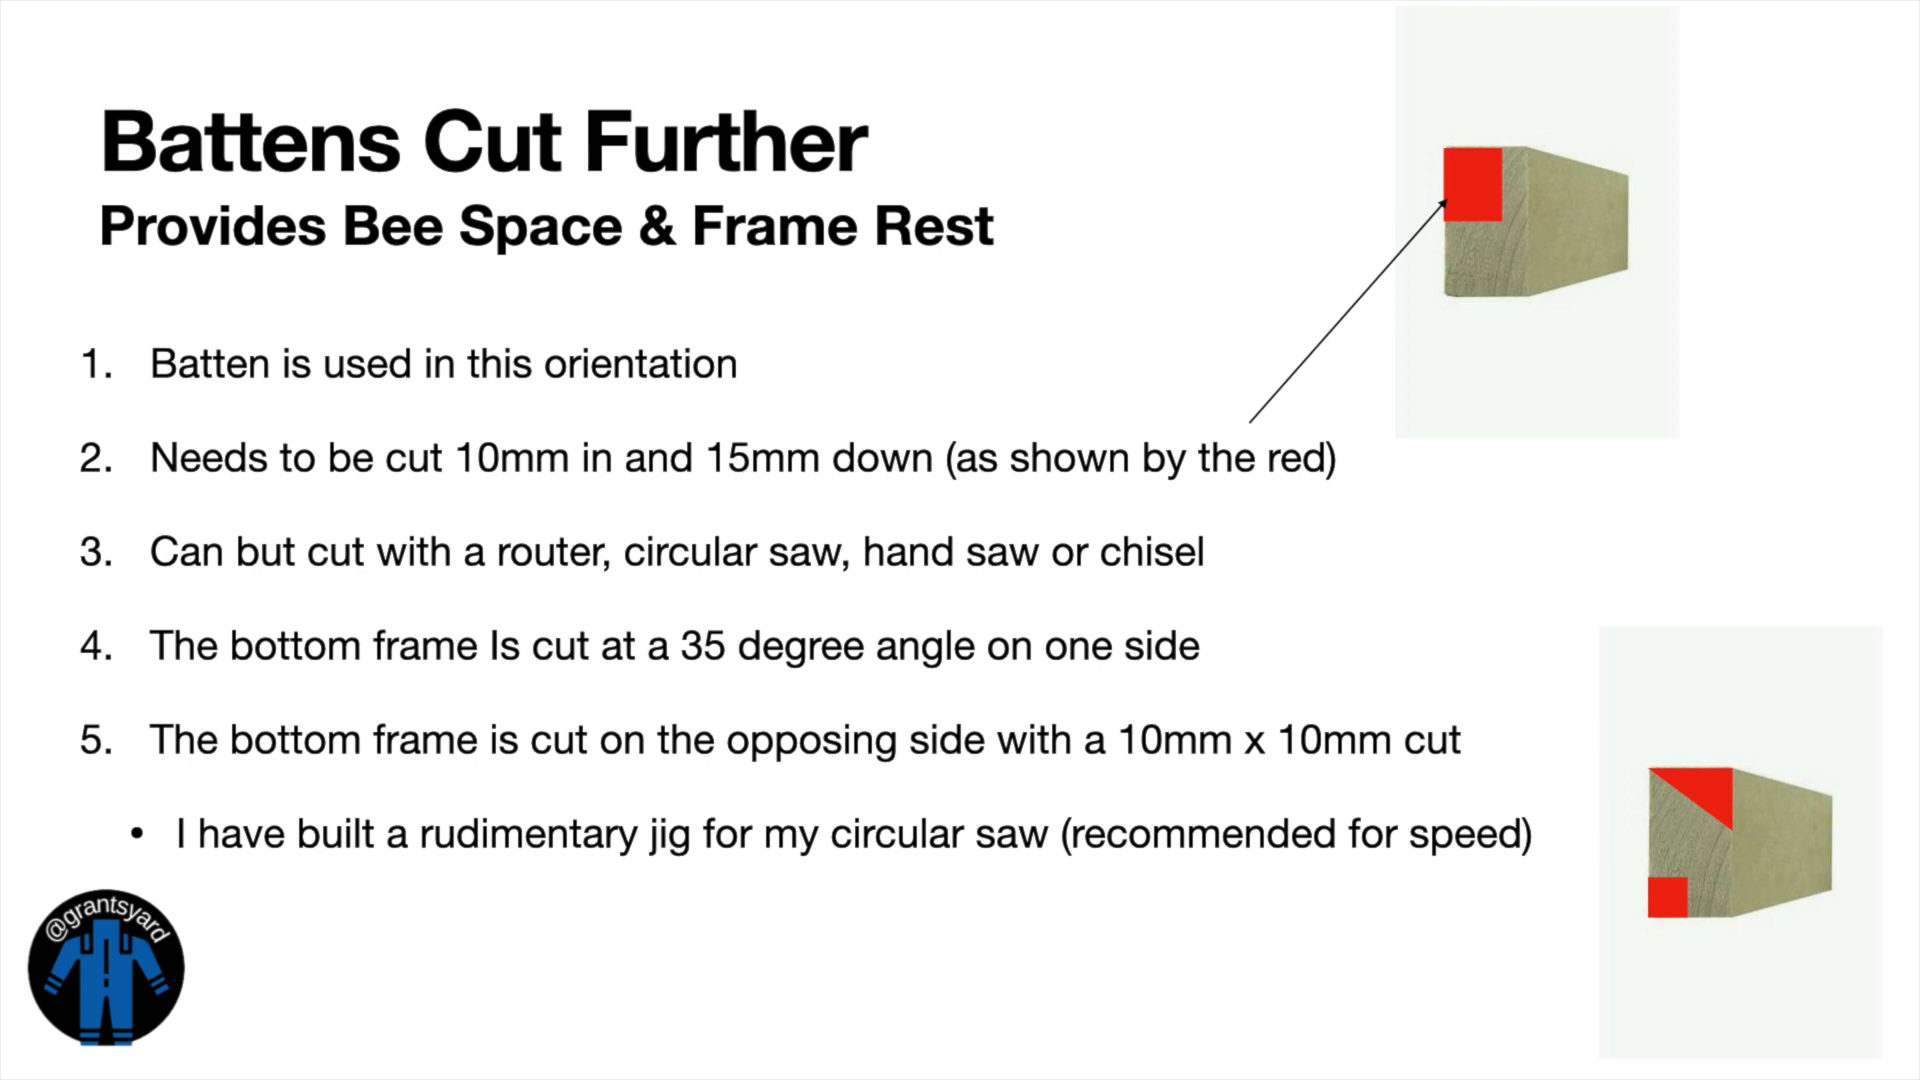 Battens Cut Further
Provides Bee Space & Frame Rest
1. Batten is used in this orientation
2. Needs to be cut 10mm in and 15mm down (as shown by the red)
3. Can but cut with a router, circular saw, hand saw or chisel
4. The bottom frame Is cut at a 35 degree angle on one side
5. The bottom frame is cut on the opposing side with a 10mm x 10mm cut
• I have built a rudimentary jig for my circular saw (recommended for speed)
@grantsyard